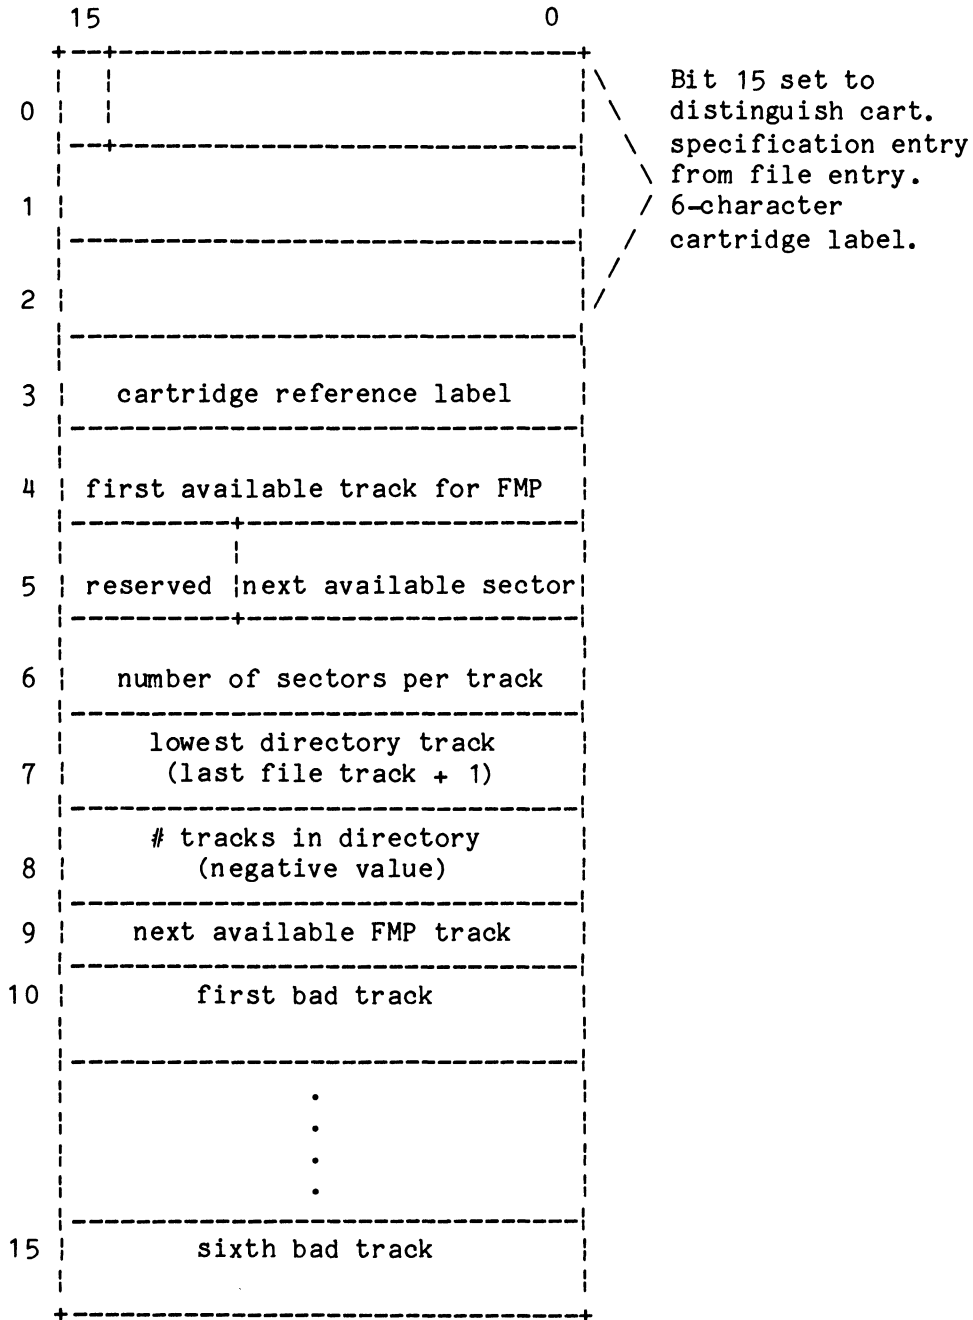 15 0
Bit 15 set to
0 distinguish cart.
specification entry
from file entry.
1 6-character
cartridge label.
2
3 cartridge reference label
4 first available track for FMP
5 reserved next available sector
6 number of sectors per track
lowest directory track
7 (last file track + 1)
# tracks in directory
8 (negative value)
9 next available FMP track
10 first bad track
15 sixth bad track